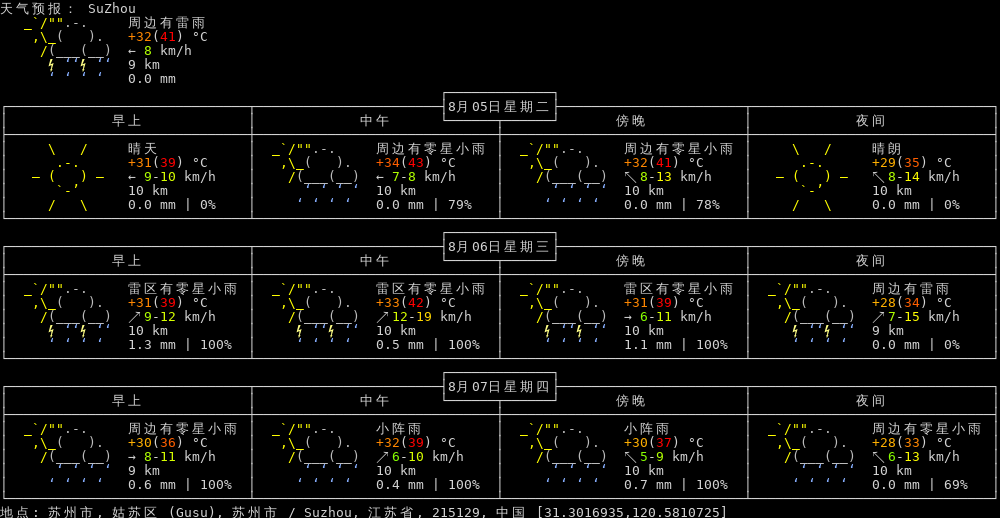 天气预报： SuZhou
周边有雷雨
+32(41) °C
← 8 km/h
9 km
0.0 mm
8月05日星期二
早上 中午 傍晚 夜间
晴天 周边有零星小雨 周边有零星小雨 晴朗
+31(39) °C +34(43) °C +32(41) °C +29(35) °C
← 9-10 km/h ← 7-8 km/h ↖ 8-13 km/h ↖ 8-14 km/h
10 km 10 km 10 km 10 km
0.0 mm | 0% 0.0 mm | 79% 0.0 mm | 78% 0.0 mm | 0%
8月06日星期三
早上 中午 傍晚 夜间
雷区有零星小雨 雷区有零星小雨 雷区有零星小雨 周边有雷雨
+31(39) °C +33(42) °C +31(39) °C +28(34) °C
↗ 9-12 km/h ↗ 12-19 km/h → 6-11 km/h ↗ 7-15 km/h
10 km 10 km 10 km 9 km
1.3 mm | 100% 0.5 mm | 100% 1.1 mm | 100% 0.0 mm | 0%
8月07日星期四
早上 中午 傍晚 夜间
周边有零星小雨 小阵雨 小阵雨 周边有零星小雨
+30(36) °C +32(39) °C +30(37) °C +28(33) °C
→ 8-11 km/h ↗ 6-10 km/h ↖ 5-9 km/h ↖ 6-13 km/h
9 km 10 km 10 km 10 km
0.6 mm | 100% 0.4 mm | 100% 0.7 mm | 100% 0.0 mm | 69%
地点: 苏州市, 姑苏区 (Gusu), 苏州市 / Suzhou, 江苏省, 215129, 中国 [31.3016935,120.5810725]